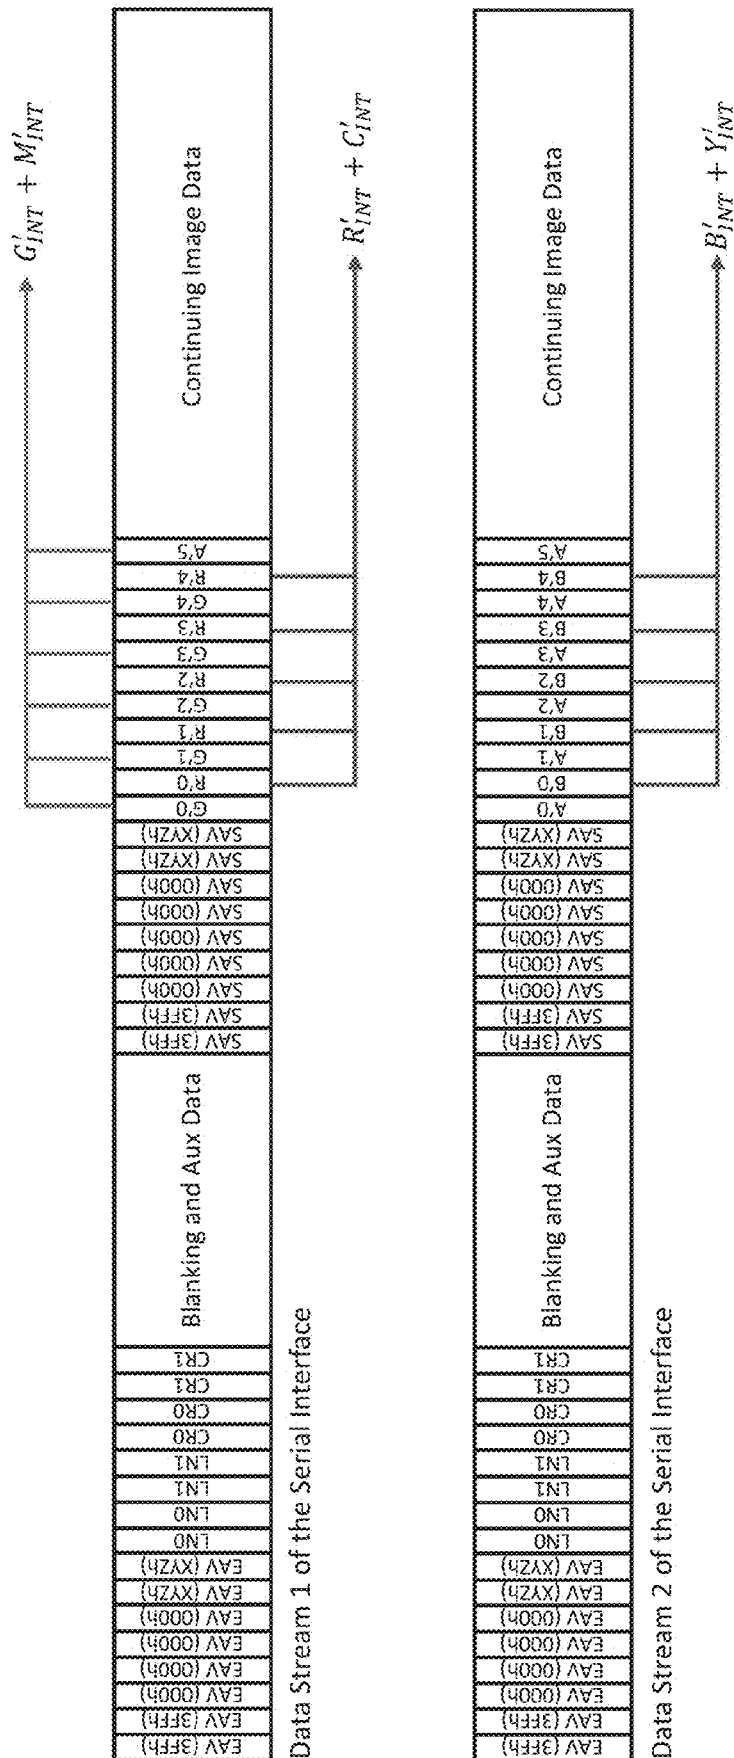 G'INT + M'INT
EAV (3FFh)
EAV (3FFh)
EAV (000h)
EAV (000h)
EAV (000h)
EAV (000h)
EAV (XYZh)
EAV (XYZh)
LN0
LN0
LN1
LN1
CR0
CR0
CR1
CR1
Blanking and Aux Data
SAV (3FFh)
SAV (3FFh)
SAV (000h)
SAV (000h)
SAV (000h)
SAV (000h)
SAV (000h)
SAV (XYZh)
SAV (XYZh)
G'0
R'0
G'1
R'1
G'2
R'2
G'3
R'3
G'4
R'4
A'5
Continuing Image Data
Data Stream 1 of the Serial Interface
R'INT + C'INT
EAV (3FFh)
EAV (3FFh)
EAV (000h)
EAV (000h)
EAV (000h)
EAV (000h)
EAV (XYZh)
EAV (XYZh)
LN0
LN0
LN1
LN1
CR0
CR0
CR1
CR1
Blanking and Aux Data
SAV (3FFh)
SAV (3FFh)
SAV (000h)
SAV (000h)
SAV (000h)
SAV (000h)
SAV (000h)
SAV (XYZh)
SAV (XYZh)
A'0
B'0
A'1
B'1
A'2
B'2
A'3
B'3
A'4
B'4
A'5
Continuing Image Data
Data Stream 2 of the Serial Interface
B'INT + Y'INT